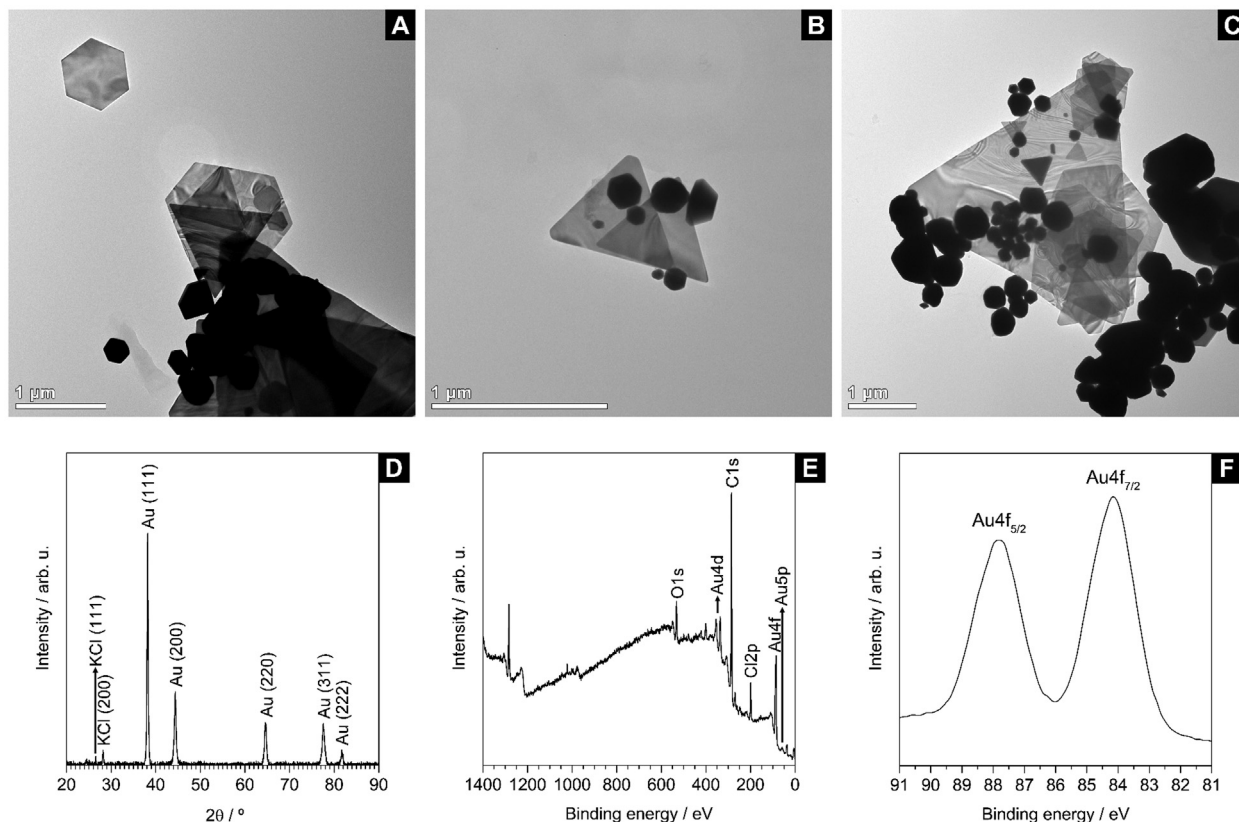 A
1 μm
B
1 μm
C
1 μm
D
Intensity / arb. u.
KCl (111)
KCl (200)
Au (111)
Au (200)
Au (220)
Au (311)
Au (222)
20 30 40 50 60 70 80 90
2θ / º
E
Intensity / arb. u.
O1s
Au4d
C1s
Cl2p
Au4f
Au5p
1400 1200 1000 800 600 400 200 0
Binding energy / eV
F
Intensity / arb. u.
Au4f5/2
Au4f7/2
91 90 89 88 87 86 85 84 83 82 81
Binding energy / eV